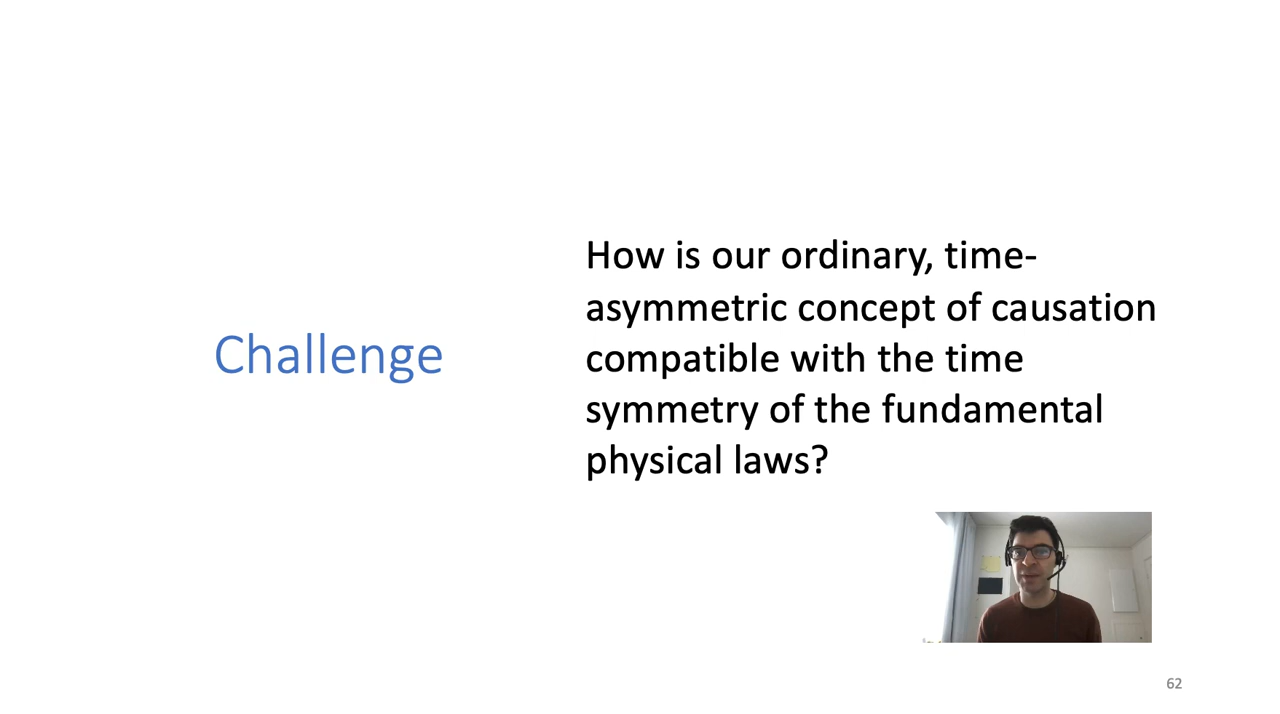 Challenge
How is our ordinary, time-
asymmetric concept of causation
compatible with the time
symmetry of the fundamental
physical laws?
62